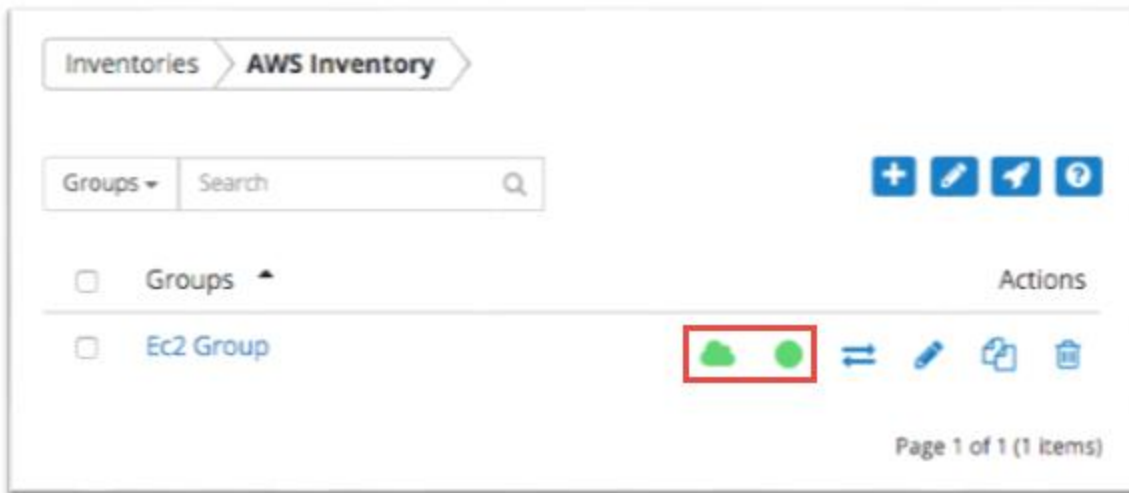 Inventories AWS Inventory
Groups Search
Groups Actions
Ec2 Group
Page 1 of 1 (1 items)